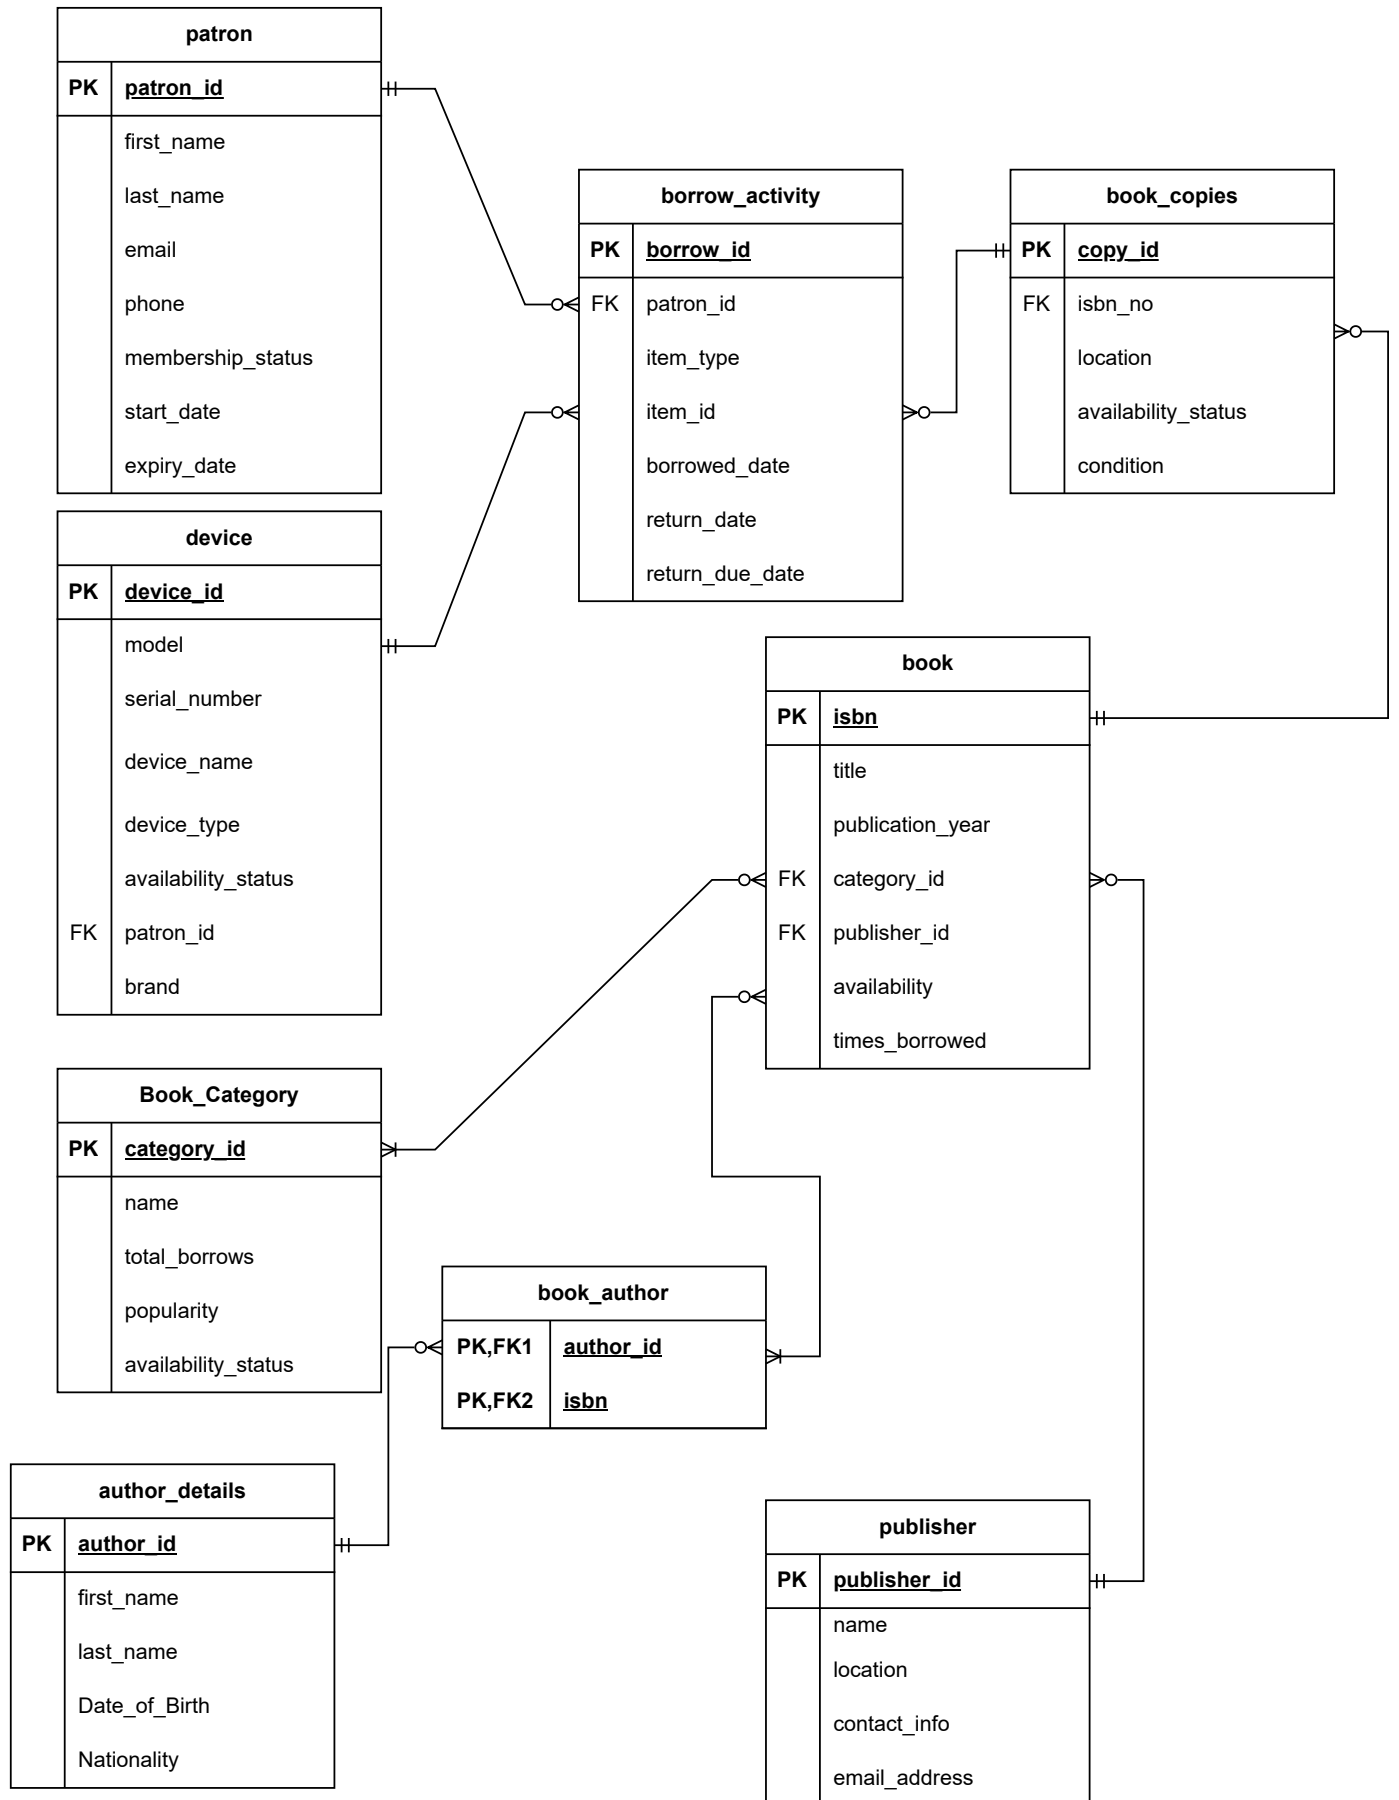 patron
PK patron_id
first_name
last_name
email
phone
membership_status
start_date
expiry_date
borrow_activity
PK borrow_id
FK patron_id
item_type
item_id
borrowed_date
return_date
return_due_date
book_copies
PK copy_id
FK isbn_no
location
availability_status
condition
device
PK device_id
model
serial_number
device_name
device_type
availability_status
FK patron_id
brand
book
PK isbn
title
publication_year
FK category_id
FK publisher_id
availability
times_borrowed
Book_Category
PK category_id
name
total_borrows
popularity
availability_status
book_author
PK,FK1 author_id
PK,FK2 isbn
author_details
PK author_id
first_name
last_name
Date_of_Birth
Nationality
publisher
PK publisher_id
name
location
contact_info
email_address